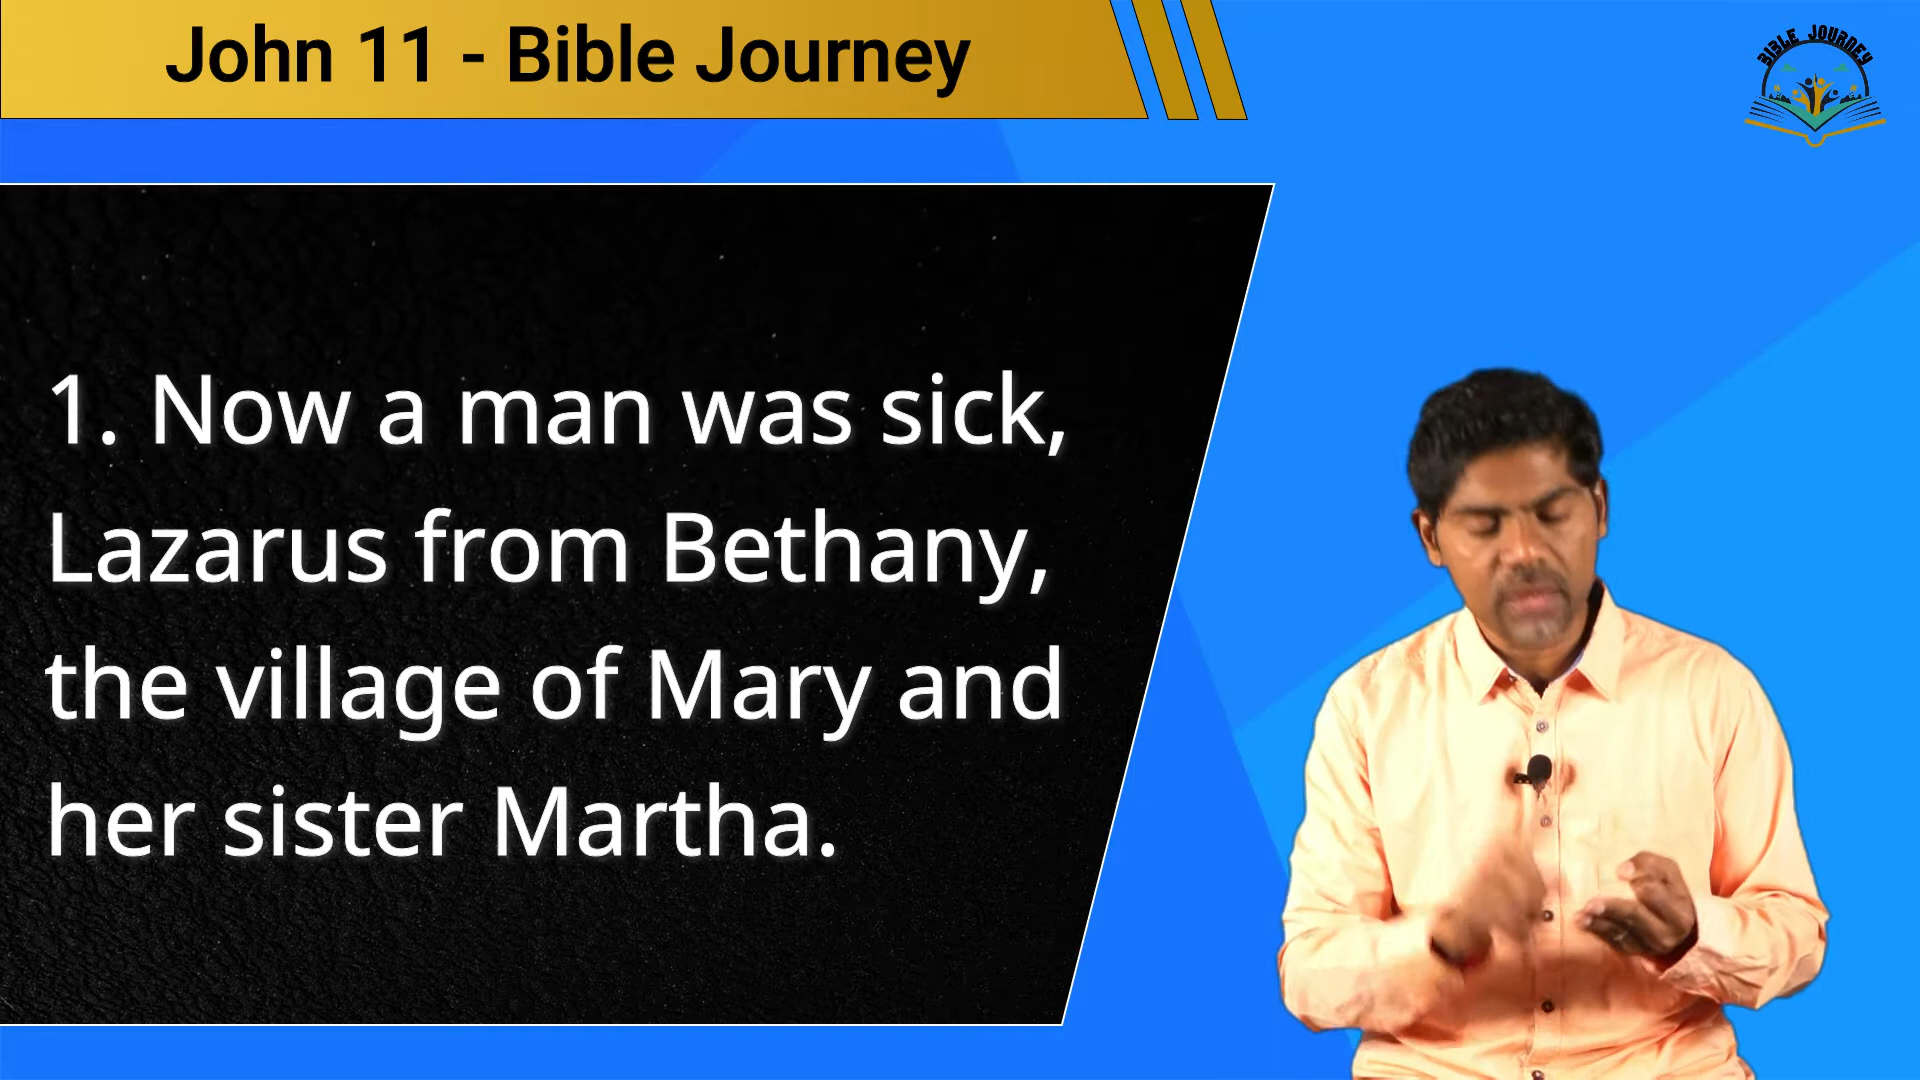 John 11 - Bible Journey
BIBLE JOURNEY
1. Now a man was sick,
Lazarus from Bethany,
the village of Mary and
her sister Martha.